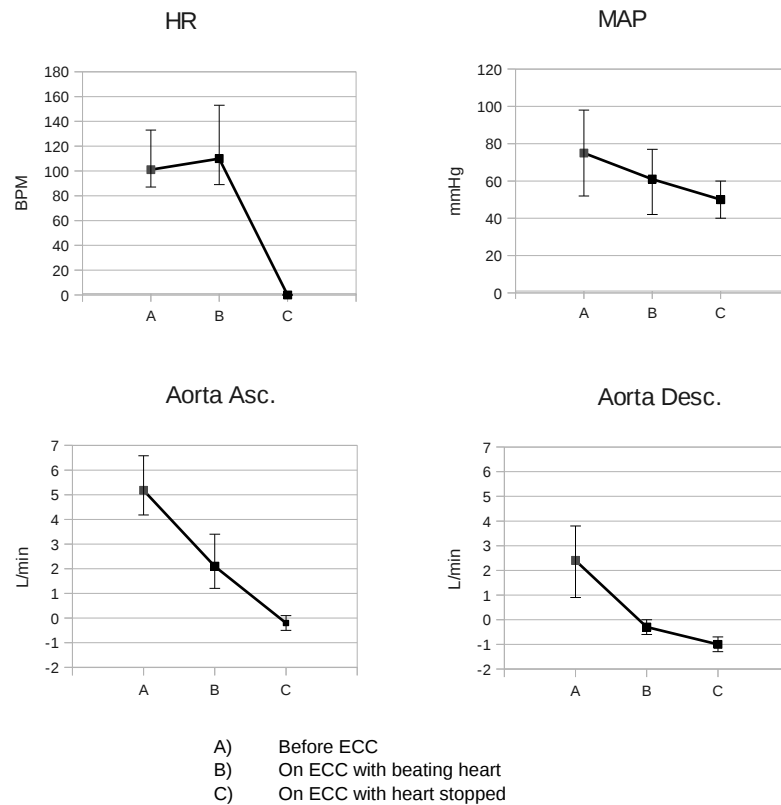 HR
MAP
180
160
140
120
100
80
60
40
20
0
BPM
A B C
120
100
80
60
40
20
0
mmHg
A B C
Aorta Asc.
Aorta Desc.
7
6
5
4
3
2
1
0
-1
-2
L/min
A B C
7
6
5
4
3
2
1
0
-1
-2
L/min
A B C
A) Before ECC
B) On ECC with beating heart
C) On ECC with heart stopped